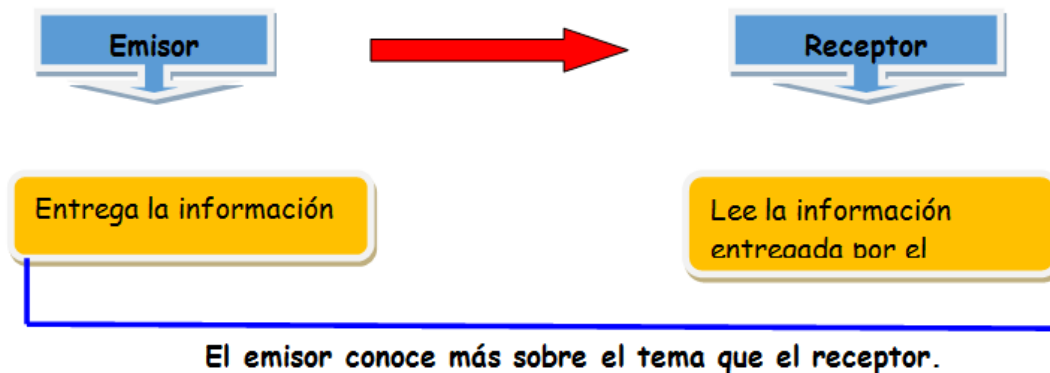 Emisor
Receptor
Entrega la información
Lee la información
entregada por el
El emisor conoce más sobre el tema que el receptor.